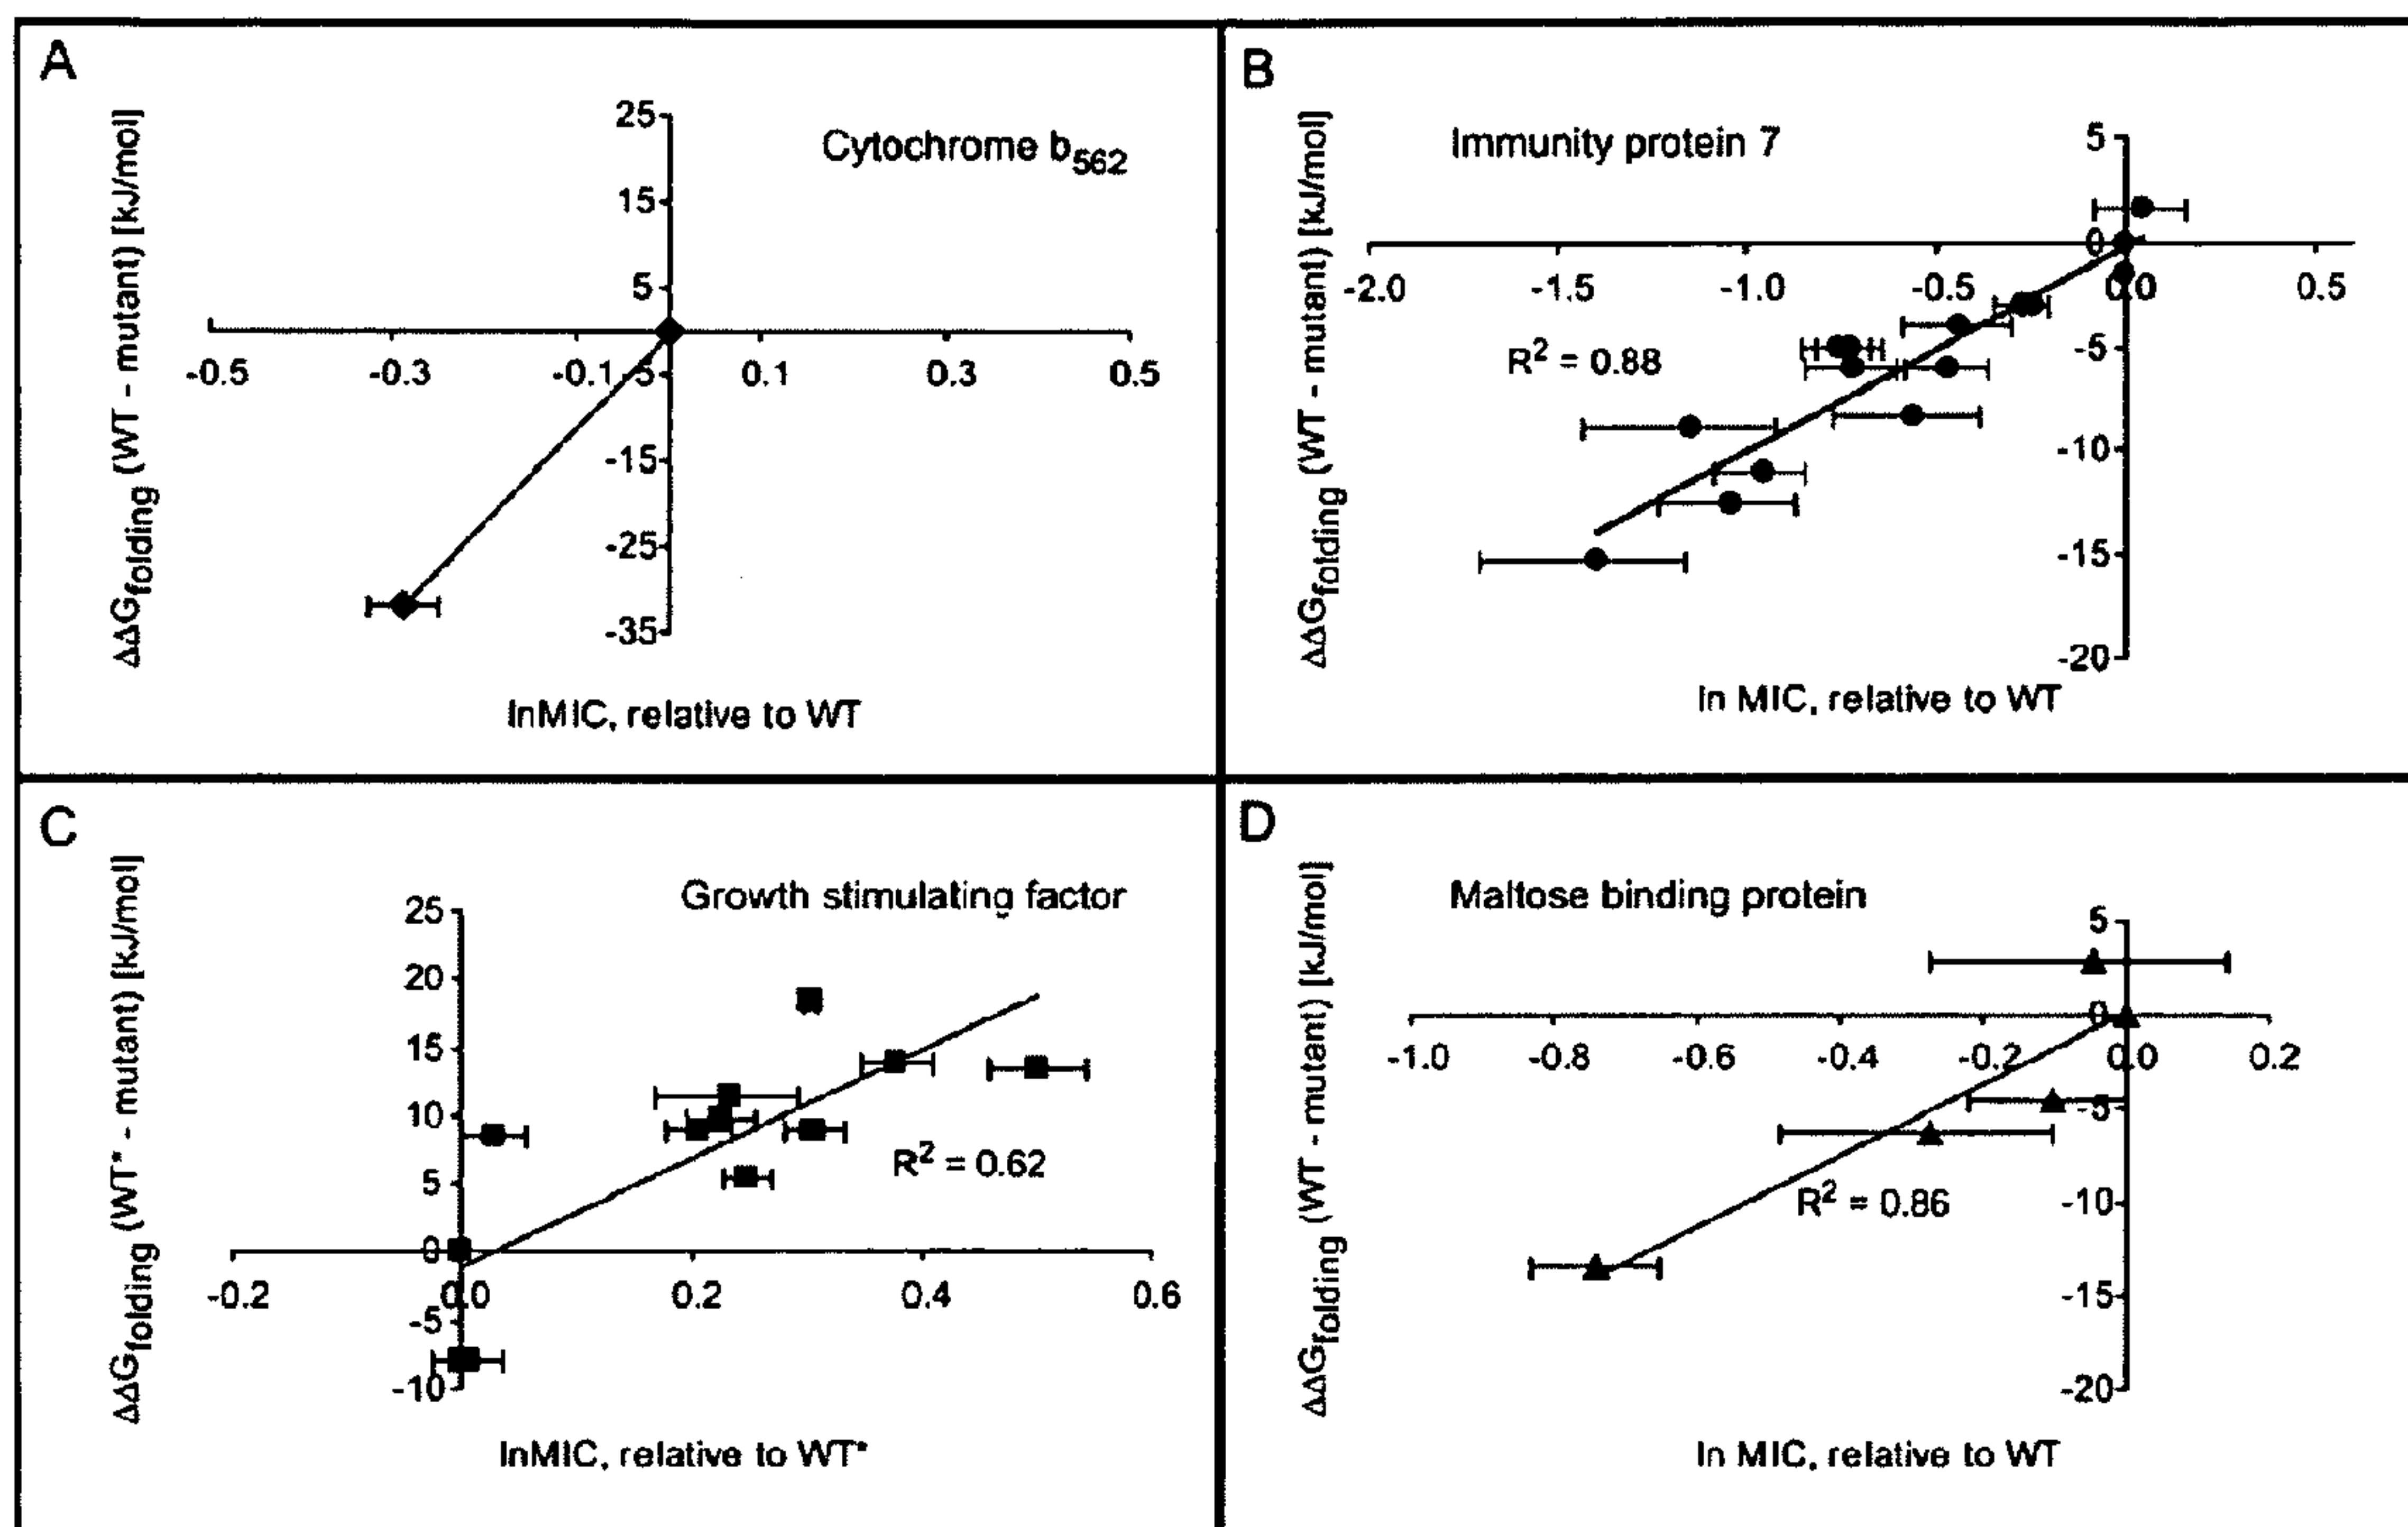 A
ΔΔGfolding (WT - mutant) [kJ/mol]
Cytochrome b562
25
15
5
-5
-15
-25
-35
-0.5
-0.3
-0.1
0.1
0.3
0.5
lnMIC, relative to WT
B
ΔΔGfolding (WT - mutant) [kJ/mol]
Immunity protein 7
5
0
-5
-10
-15
-20
-2.0
-1.5
-1.0
-0.5
0.0
0.5
R2 = 0.88
ln MIC, relative to WT
C
ΔΔGfolding (WT* - mutant) [kJ/mol]
Growth stimulating factor
25
20
15
10
5
0
-5
-10
-0.2
0.0
0.2
0.4
0.6
R2 = 0.62
lnMIC, relative to WT*
D
ΔΔGfolding (WT - mutant) [kJ/mol]
Maltose binding protein
5
0
-5
-10
-15
-20
-1.0
-0.8
-0.6
-0.4
-0.2
0.0
0.2
R2 = 0.86
ln MIC, relative to WT